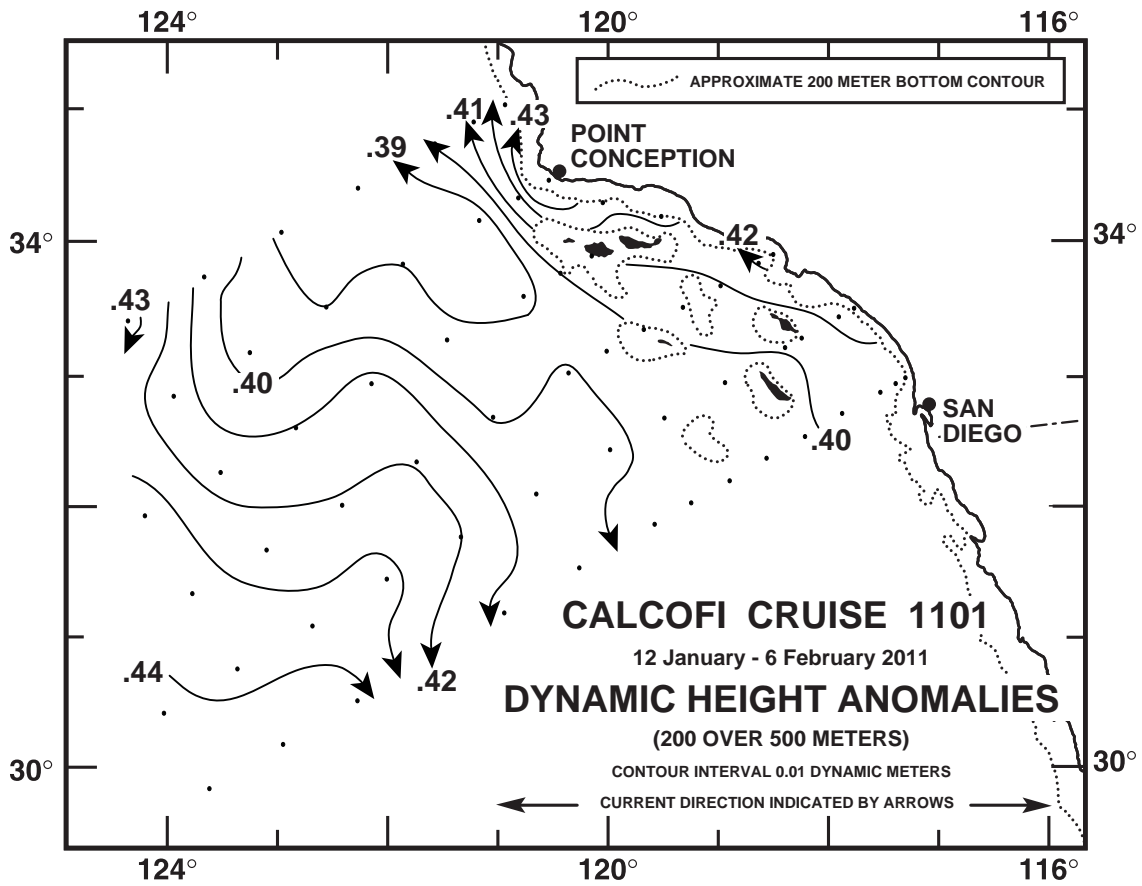 124° 120° 116°
APPROXIMATE 200 METER BOTTOM CONTOUR
.41 .43
.39
POINT
CONCEPTION
34° .42 34°
.43
.40
SAN
DIEGO
.40
CALCOFI CRUISE 1101
12 January - 6 February 2011
.44 .42
DYNAMIC HEIGHT ANOMALIES
(200 OVER 500 METERS)
30° 30°
CONTOUR INTERVAL 0.01 DYNAMIC METERS
CURRENT DIRECTION INDICATED BY ARROWS
124° 120° 116°